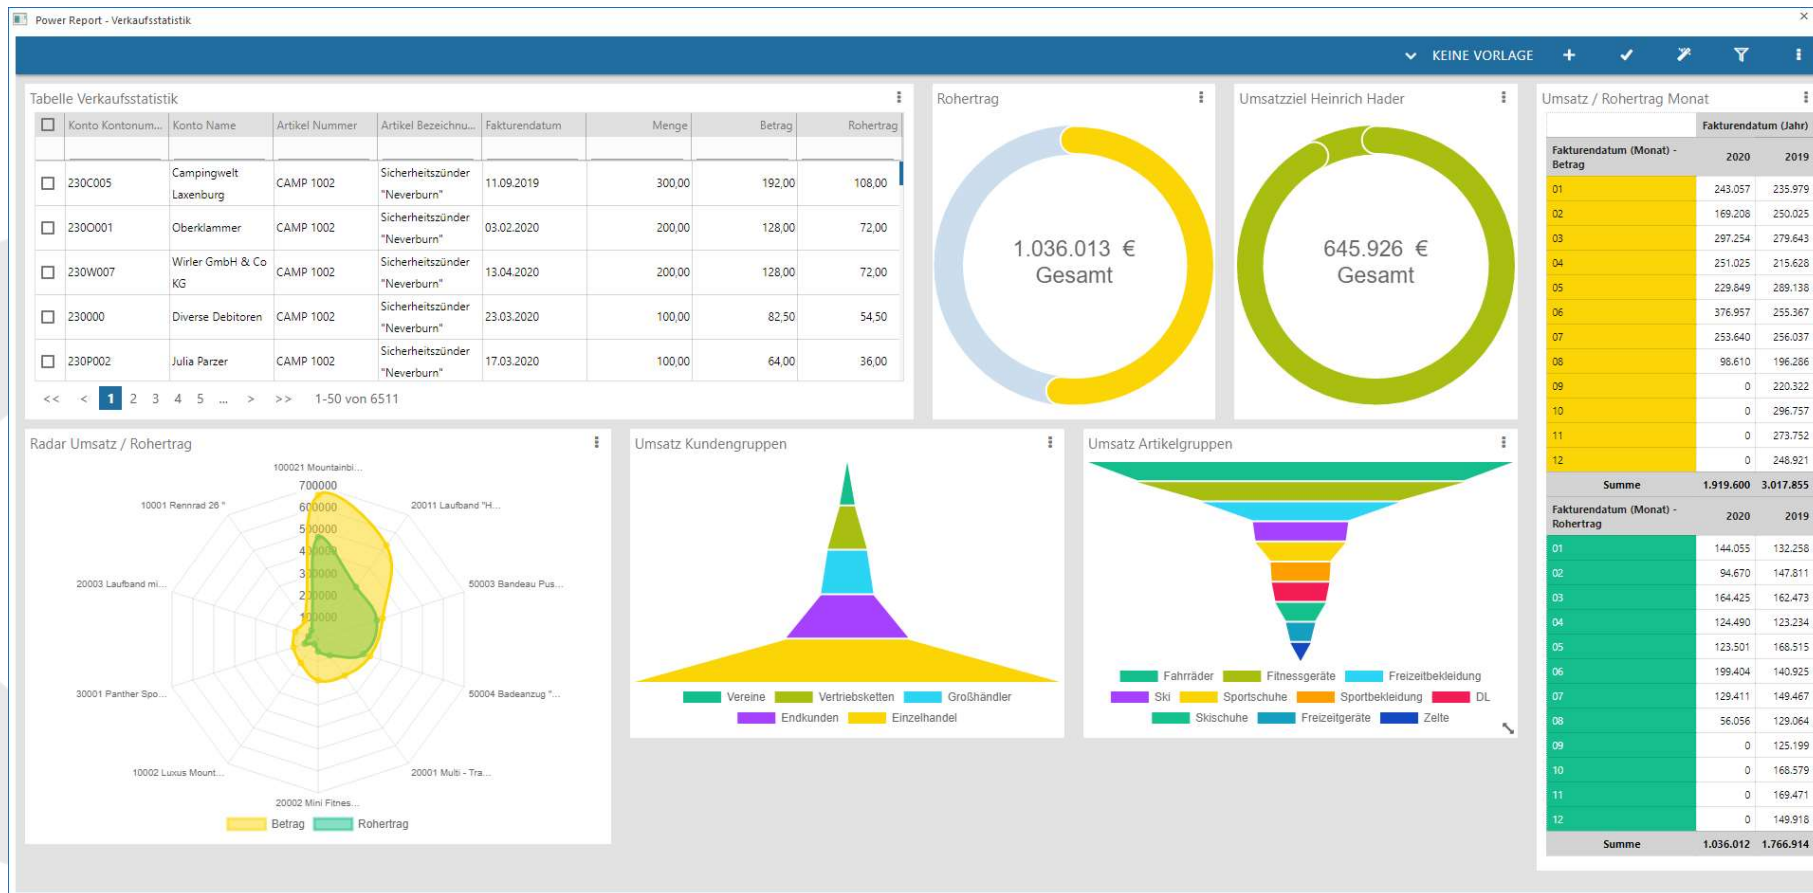 Power Report - Verkaufsstatistik
KEINE VORLAGE
Tabelle Verkaufsstatistik
Konto Kontonum... Konto Name Artikel Nummer Artikel Bezeichnu... Fakturendatum Menge Betrag Rohertrag
230C005 Campingwelt Laxenburg CAMP 1002 Sicherheitszünder "Neverburn" 11.09.2019 300,00 192,00 108,00
230O001 Oberklammer CAMP 1002 Sicherheitszünder "Neverburn" 03.02.2020 200,00 128,00 72,00
230W007 Wirler GmbH & Co KG CAMP 1002 Sicherheitszünder "Neverburn" 13.04.2020 200,00 128,00 72,00
230000 Diverse Debitoren CAMP 1002 Sicherheitszünder "Neverburn" 23.03.2020 100,00 82,50 54,50
230P002 Julia Parzer CAMP 1002 Sicherheitszünder "Neverburn" 17.03.2020 100,00 64,00 36,00
<< < 1 2 3 4 5 ... > >> 1-50 von 6511
Rohertrag
1.036.013 €
Gesamt
Umsatzziel Heinrich Hader
645.926 €
Gesamt
Umsatz / Rohertrag Monat
Fakturendatum (Jahr)
Fakturendatum (Monat) - Betrag 2020 2019
01 243.057 235.979
02 169.208 250.025
03 297.254 279.643
04 251.025 215.628
05 229.849 289.138
06 376.957 255.367
07 253.640 256.037
08 98.610 196.286
09 0 220.322
10 0 296.757
11 0 273.752
12 0 248.921
Summe 1.919.600 3.017.855
Fakturendatum (Monat) - Rohertrag 2020 2019
01 144.055 132.258
02 94.670 147.811
03 164.425 162.473
04 124.490 123.234
05 123.501 168.515
06 199.404 140.925
07 129.411 149.467
08 56.056 129.064
09 0 125.199
10 0 168.579
11 0 169.471
12 0 149.918
Summe 1.036.012 1.766.914
Radar Umsatz / Rohertrag
100021 Mountainbi...
700000
600000
500000
400000
300000
200000
100000
10001 Rennrad 26 "
20011 Laufband "H...
20003 Laufband mi...
50003 Bandeau Pus...
30001 Panther Spo...
50004 Badeanzug "...
10002 Luxus Mount...
20001 Multi - Tra...
20002 Mini Fitnes...
Betrag Rohertrag
Umsatz Kundengruppen
Vereine Vertriebsketten Großhändler
Endkunden Einzelhandel
Umsatz Artikelgruppen
Fahrräder Fitnessgeräte Freizeitbekleidung
Ski Sportschuhe Sportbekleidung DL
Skischuhe Freizeitgeräte Zelte